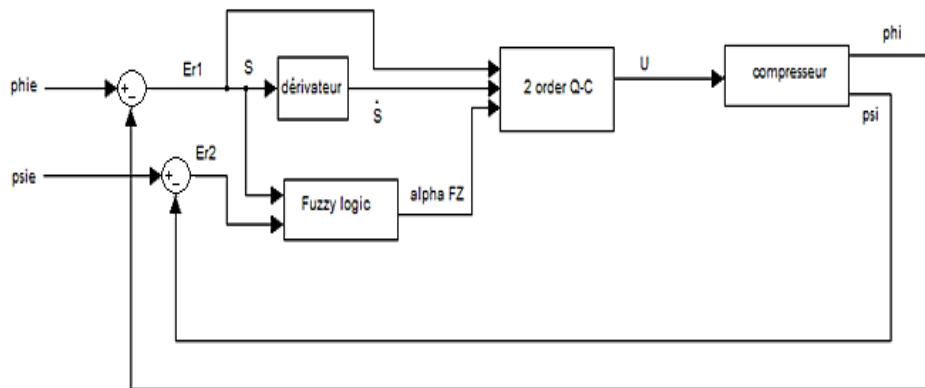 phi
Er1
S
dérivateur
2 order Q-C
U
compresseur
phie
+
-
Ṡ
psi
Er2
psie
+
-
Fuzzy logic
alpha FZ